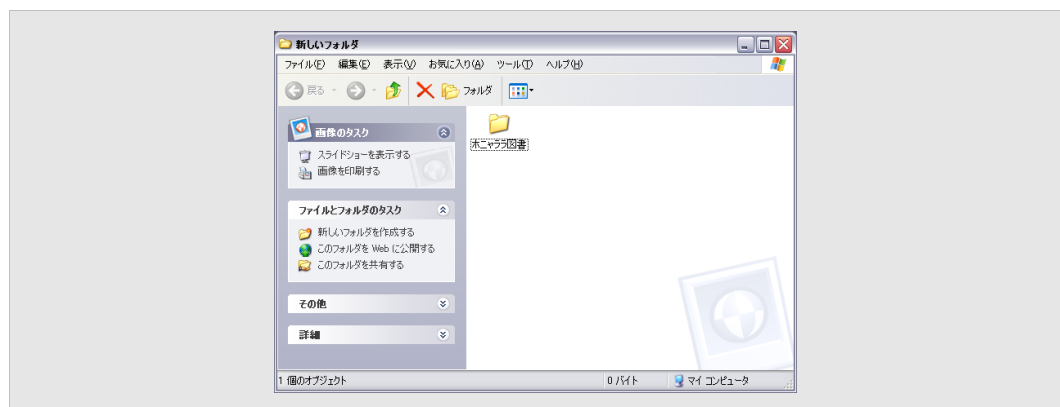 新しいフォルダ
ファイル(F) 編集(E) 表示(V) お気に入り(A) ツール(T) ヘルプ(H)
戻る フォルダ
画像のタスク
スライドショーを表示する
画像を印刷する
ファイルとフォルダのタスク
新しいフォルダを作成する
このフォルダを Web に公開する
このフォルダを共有する
その他
詳細
ホニャララ図書
1 個のオブジェクト 0 バイト マイ コンピュータ